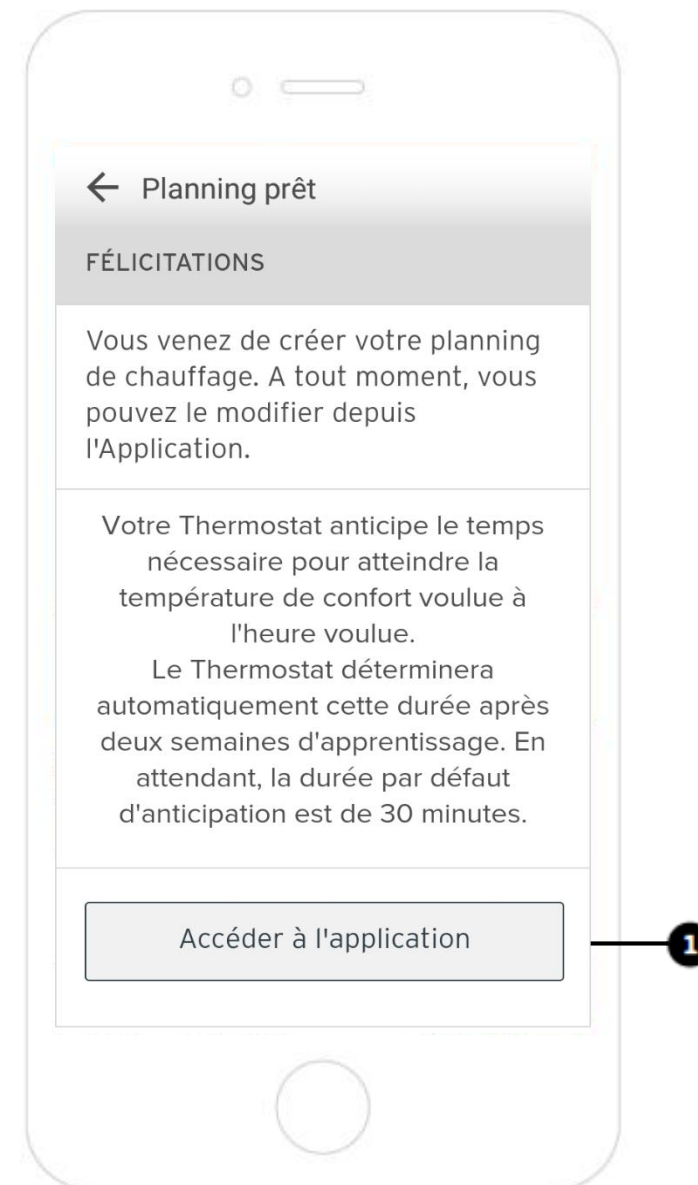 ← Planning prêt
FÉLICITATIONS
Vous venez de créer votre planning
de chauffage. A tout moment, vous
pouvez le modifier depuis
l'Application.
Votre Thermostat anticipe le temps
nécessaire pour atteindre la
température de confort voulue à
l'heure voulue.
Le Thermostat déterminera
automatiquement cette durée après
deux semaines d'apprentissage. En
attendant, la durée par défaut
d'anticipation est de 30 minutes.
Accéder à l'application
1